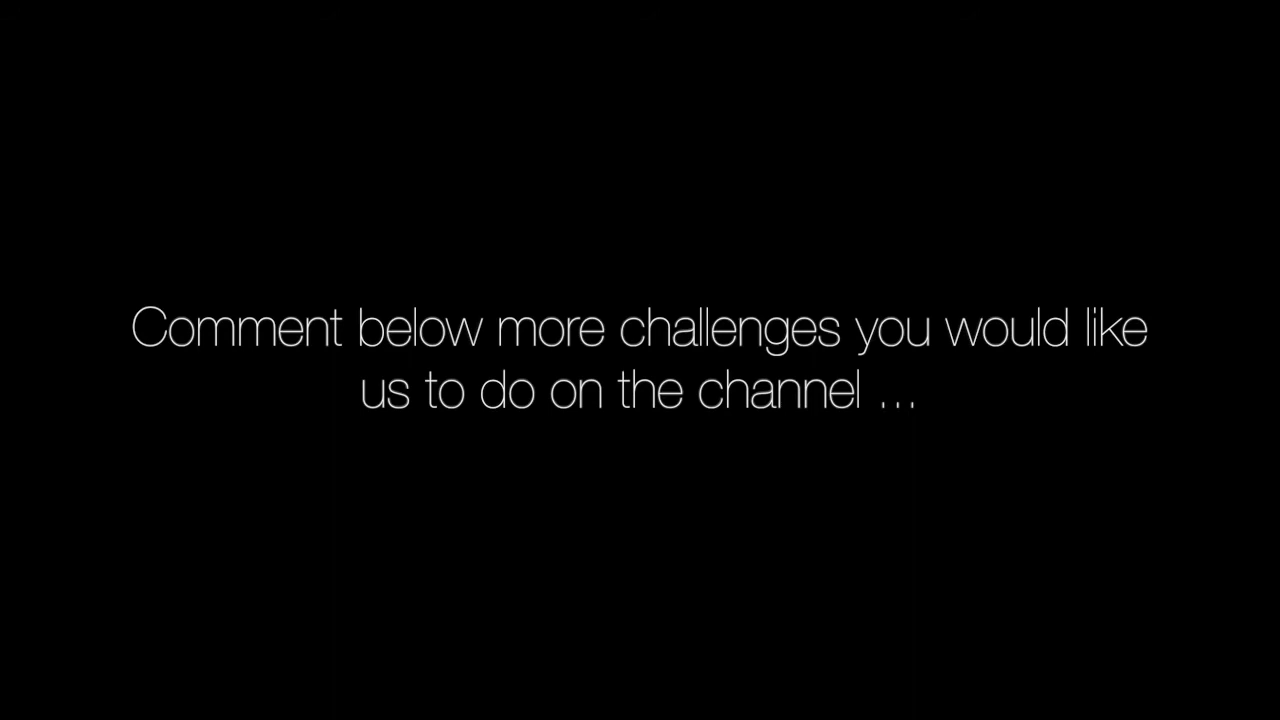 Comment below more challenges you would like
us to do on the channel ...